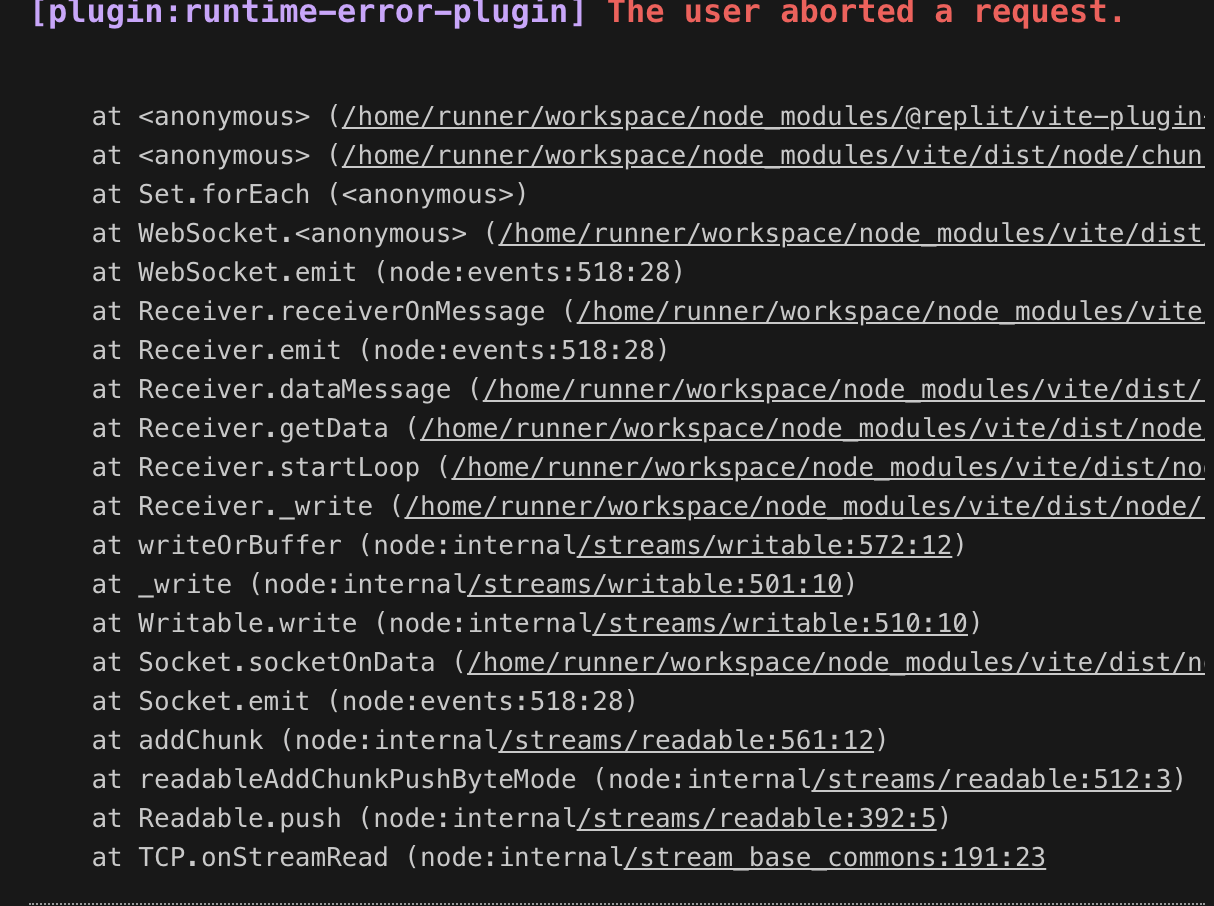 [plugin:runtime-error-plugin] The user aborted a request.
at <anonymous> (/home/runner/workspace/node_modules/@replit/vite-plugin
at <anonymous> (/home/runner/workspace/node_modules/vite/dist/node/chun
at Set.forEach (<anonymous>)
at WebSocket.<anonymous> (/home/runner/workspace/node_modules/vite/dist
at WebSocket.emit (node:events:518:28)
at Receiver.receiverOnMessage (/home/runner/workspace/node_modules/vite
at Receiver.emit (node:events:518:28)
at Receiver.dataMessage (/home/runner/workspace/node_modules/vite/dist/
at Receiver.getData (/home/runner/workspace/node_modules/vite/dist/node
at Receiver.startLoop (/home/runner/workspace/node_modules/vite/dist/no
at Receiver._write (/home/runner/workspace/node_modules/vite/dist/node/
at writeOrBuffer (node:internal/streams/writable:572:12)
at _write (node:internal/streams/writable:501:10)
at Writable.write (node:internal/streams/writable:510:10)
at Socket.socketOnData (/home/runner/workspace/node_modules/vite/dist/n
at Socket.emit (node:events:518:28)
at addChunk (node:internal/streams/readable:561:12)
at readableAddChunkPushByteMode (node:internal/streams/readable:512:3)
at Readable.push (node:internal/streams/readable:392:5)
at TCP.onStreamRead (node:internal/stream_base_commons:191:23